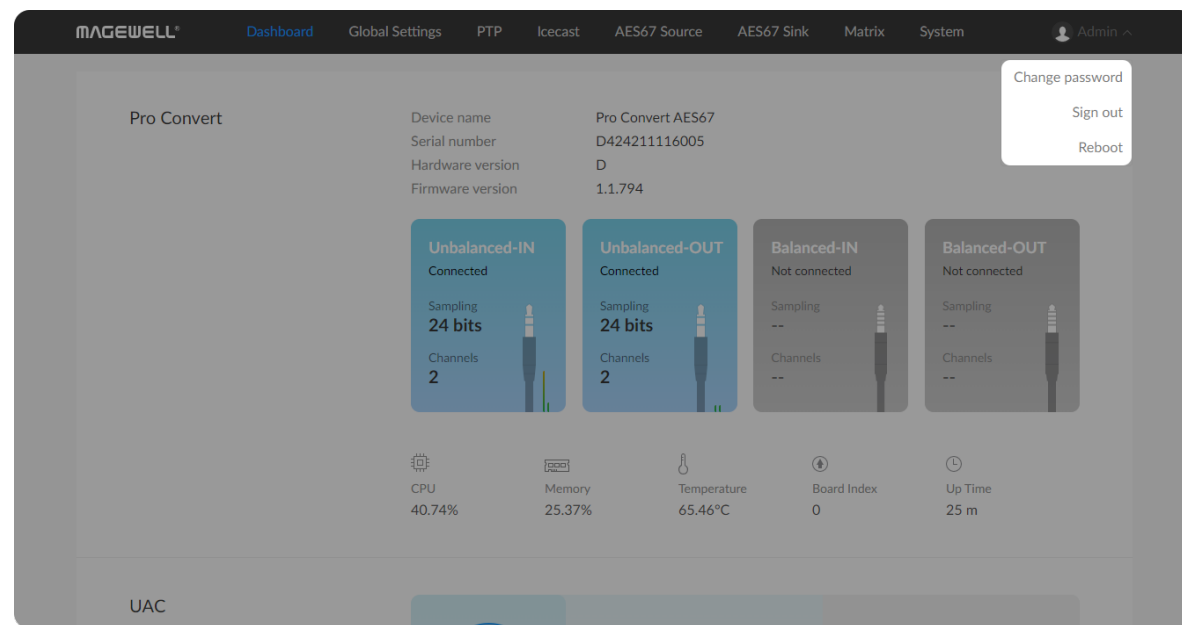 MAGEWELL® Dashboard Global Settings PTP Icecast AES67 Source AES67 Sink Matrix System Admin
Change password
Sign out
Reboot
Pro Convert
Device name Pro Convert AES67
Serial number D424211116005
Hardware version D
Firmware version 1.1.794
Unbalanced-IN
Connected
Sampling
24 bits
Channels
2
Unbalanced-OUT
Connected
Sampling
24 bits
Channels
2
Balanced-IN
Not connected
Sampling
--
Channels
--
Balanced-OUT
Not connected
Sampling
--
Channels
--
CPU Memory Temperature Board Index Up Time
40.74% 25.37% 65.46°C 0 25 m
UAC